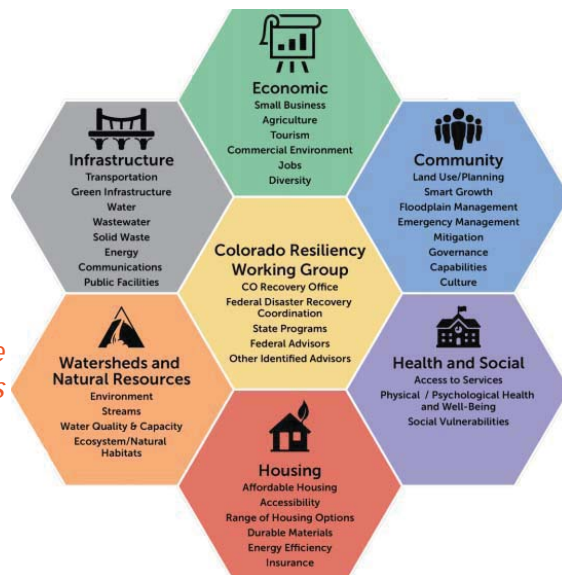 Economic
Small Business
Agriculture
Tourism
Commercial Environment
Jobs
Diversity
Infrastructure
Transportation
Green Infrastructure
Water
Wastewater
Solid Waste
Energy
Communications
Public Facilities
Community
Land Use/Planning
Smart Growth
Floodplain Management
Emergency Management
Mitigation
Governance
Capabilities
Culture
Colorado Resiliency
Working Group
CO Recovery Office
Federal Disaster Recovery
Coordination
State Programs
Federal Advisors
Other Identified Advisors
e
s
Watersheds and
Natural Resources
Environment
Streams
Water Quality & Capacity
Ecosystem/Natural
Habitats
Health and Social
Access to Services
Physical / Psychological Health
and Well-Being
Social Vulnerabilities
Housing
Affordable Housing
Accessibility
Range of Housing Options
Durable Materials
Energy Efficiency
Insurance